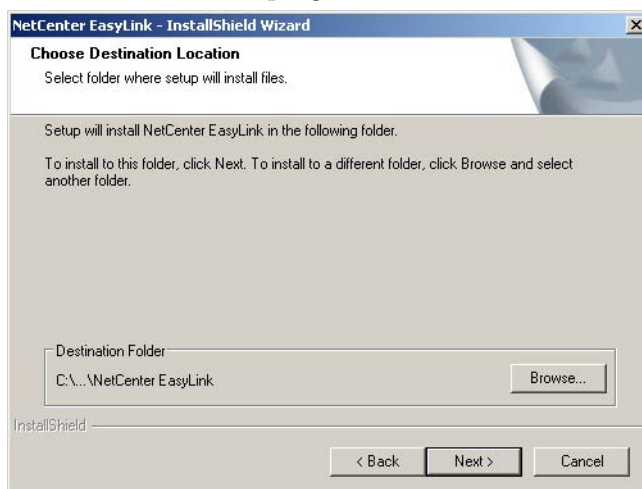 NetCenter EasyLink - InstallShield Wizard
Choose Destination Location
Select folder where setup will install files.
Setup will install NetCenter EasyLink in the following folder.
To install to this folder, click Next. To install to a different folder, click Browse and select
another folder.
Destination Folder
C:\...\NetCenter EasyLink
Browse...
InstallShield
< Back
Next >
Cancel